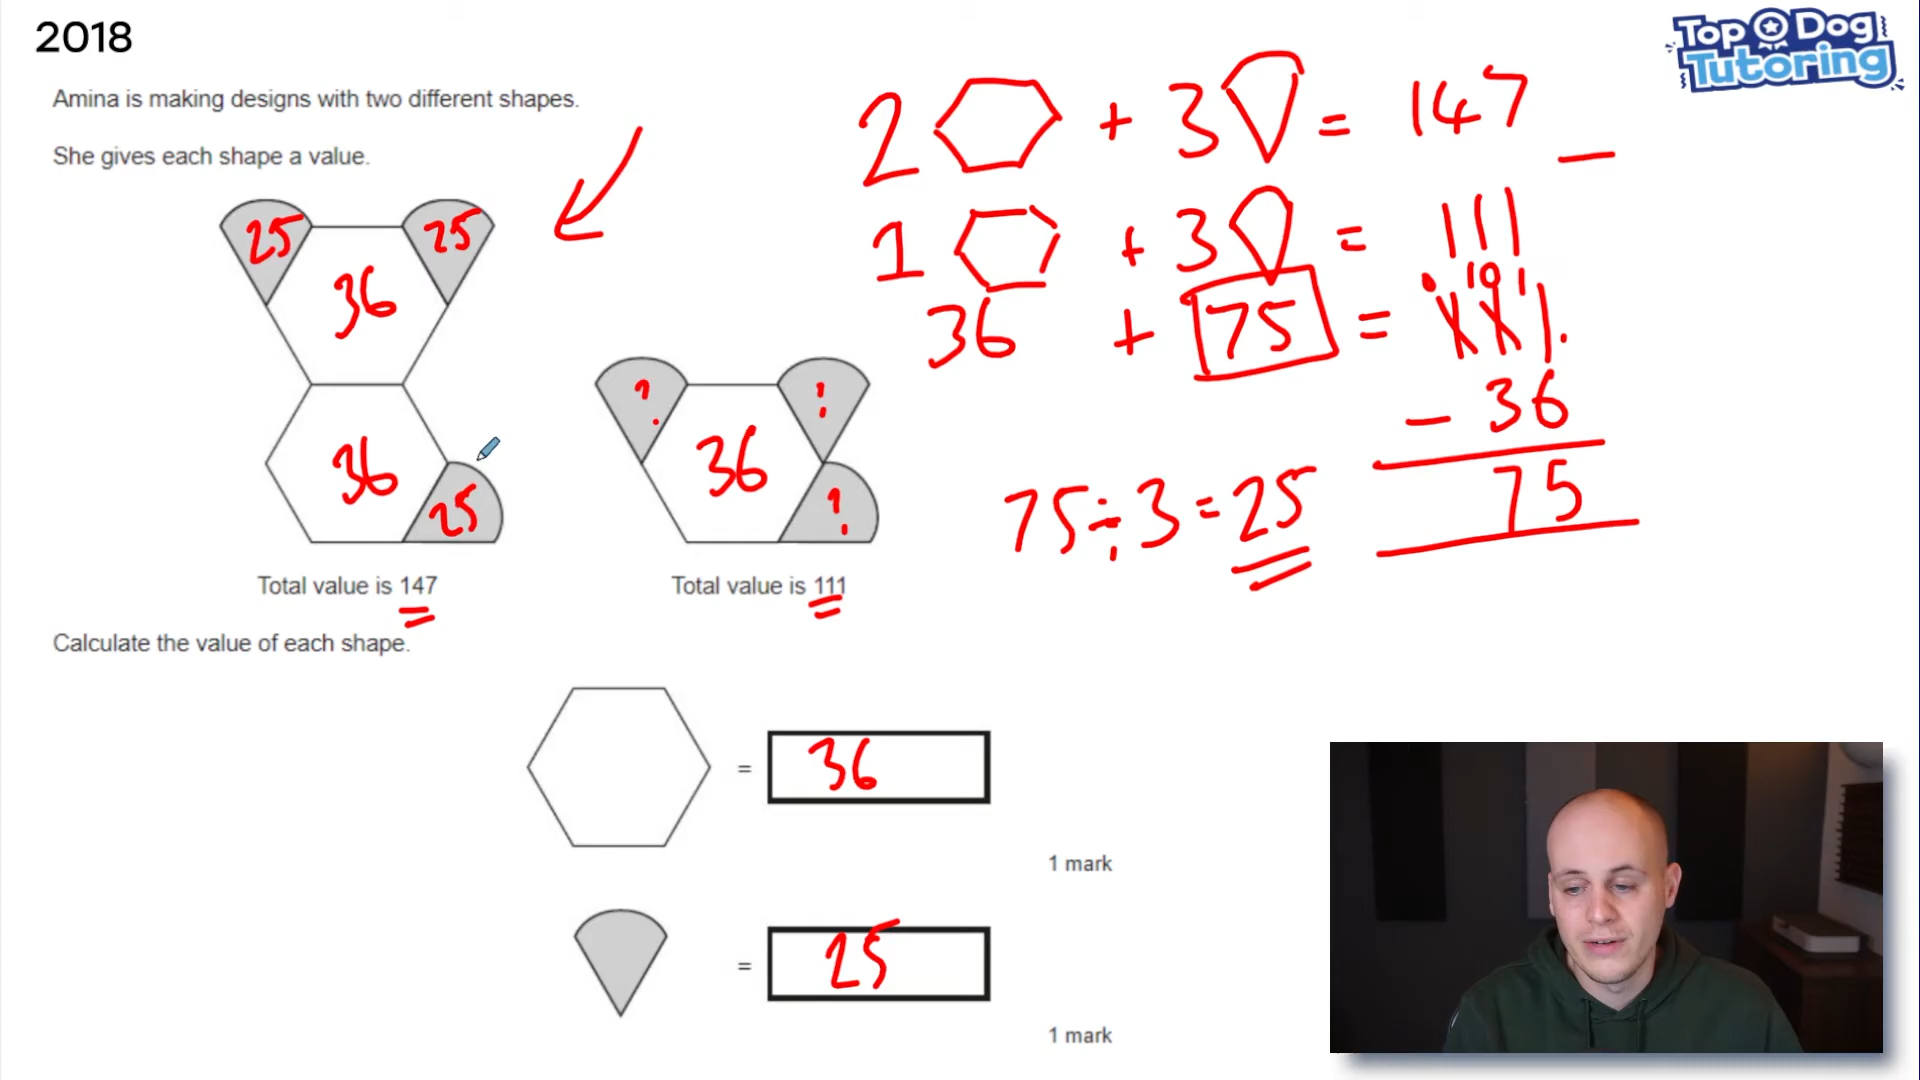 2018
Top Dog
Tutoring
Amina is making designs with two different shapes.
She gives each shape a value.
2 + 3 = 147
1 + 3 = 111
36 + 75 = 111
0 10 1
- 36
75
75 ÷ 3 = 25
25 25
36
36
25
? ?
36
?
Total value is 147
Total value is 111
Calculate the value of each shape.
= 36
1 mark
= 25
1 mark